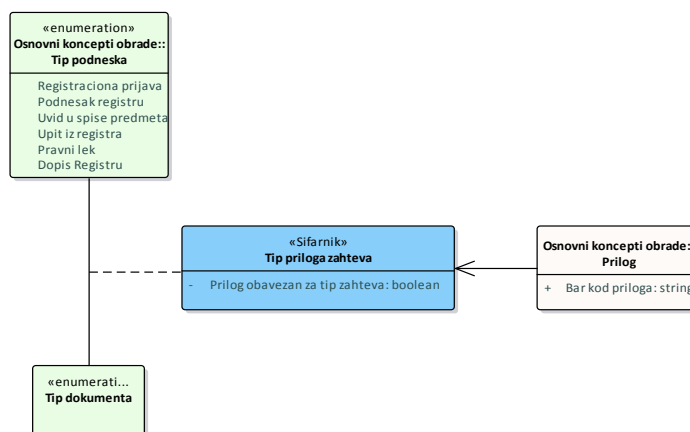 «enumeration»
Osnovni koncepti obrade::
Tip podneska
Registraciona prijava
Podnesak registru
Uvid u spise predmeta
Upit iz registra
Pravni lek
Dopis Registru
«Sifarnik»
Tip priloga zahteva
- Prilog obavezan za tip zahteva: boolean
Osnovni koncepti obrade::
Prilog
+ Bar kod priloga: string
«enumerati...
Tip dokumenta